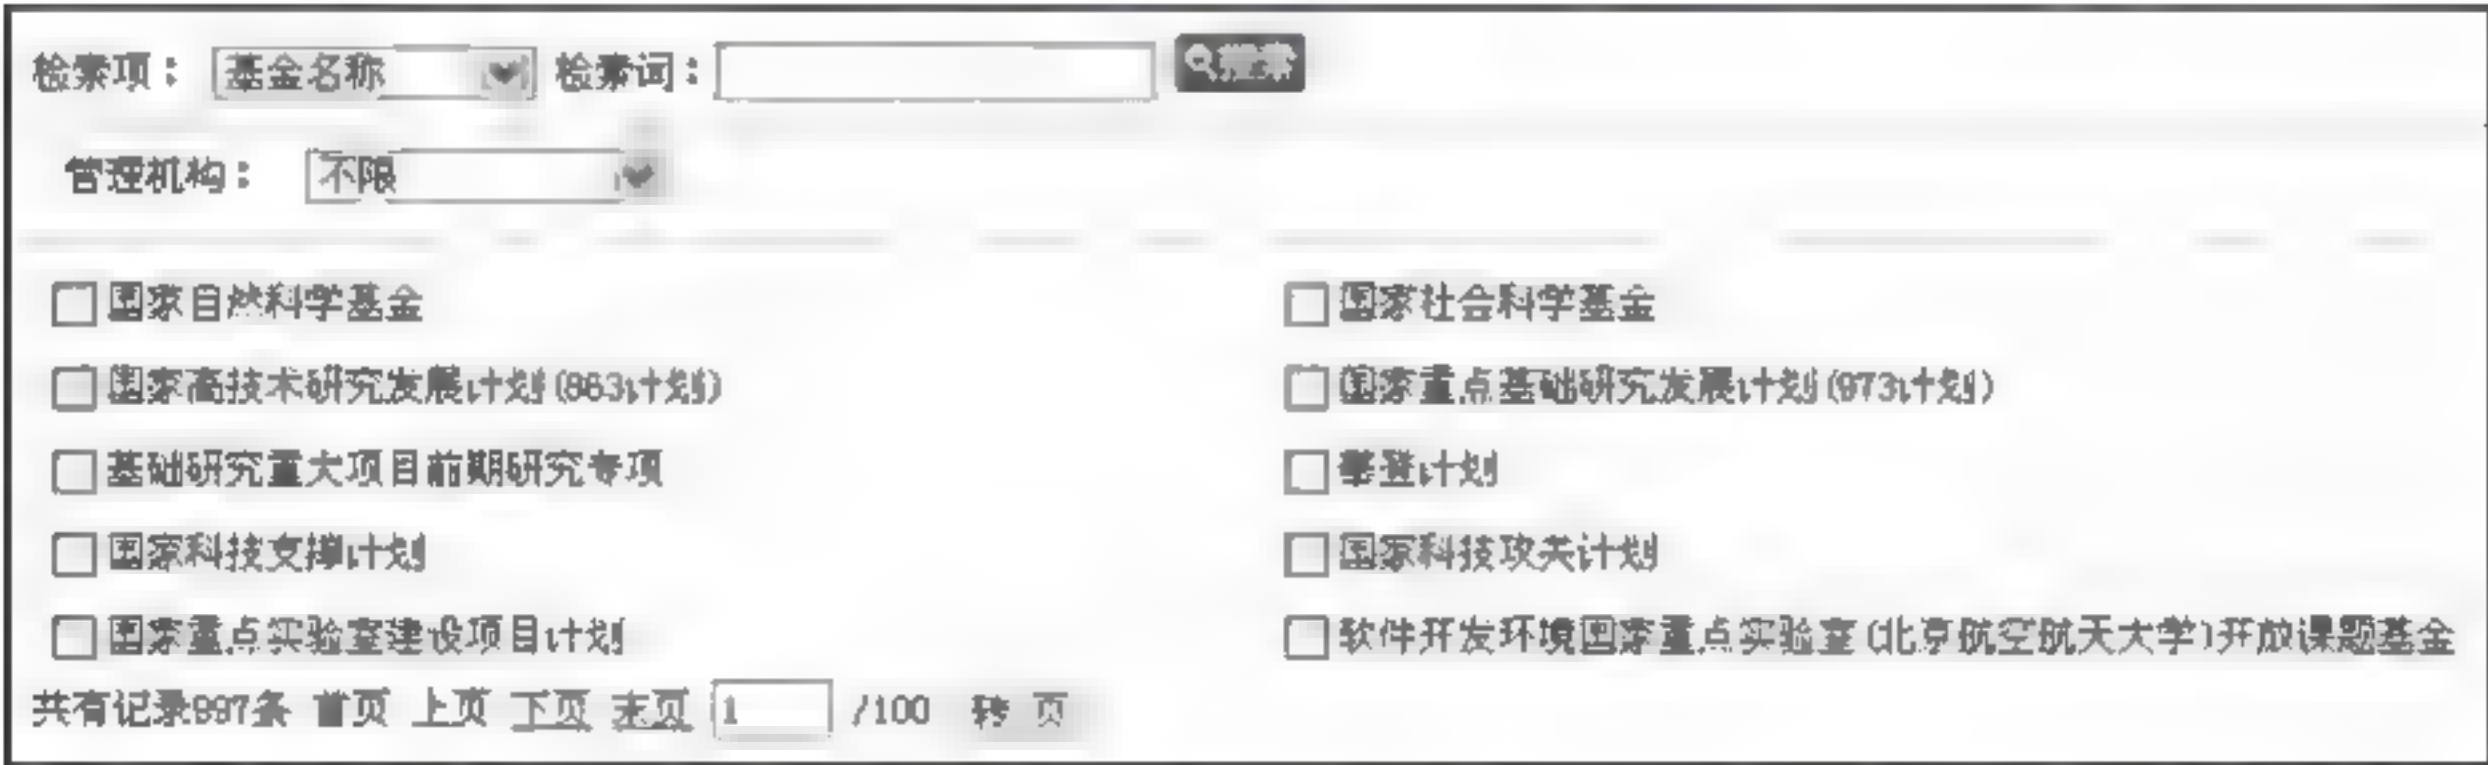 检索项： 基金名称 检索词： 搜索
管理机构： 不限
国家自然科学基金 国家社会科学基金
国家高技术研究发展计划(863计划) 国家重点基础研究发展计划(973计划)
基础研究重大项目前期研究专项 攀登计划
国家科技支撑计划 国家科技攻关计划
国家重点实验室建设项目计划 软件开发环境国家重点实验室(北京航空航天大学)开放课题基金
共有记录997条 首页 上页 下页 末页 1 /100 转 页